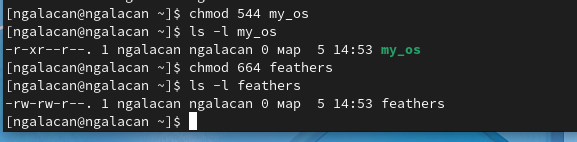 [ngalacan@ngalacan ~]$ chmod 544 my_os
[ngalacan@ngalacan ~]$ ls -l my_os
-r-xr--r--. 1 ngalacan ngalacan 0 мар  5 14:53 my_os
[ngalacan@ngalacan ~]$ chmod 664 feathers
[ngalacan@ngalacan ~]$ ls -l feathers
-rw-rw-r--. 1 ngalacan ngalacan 0 мар  5 14:53 feathers
[ngalacan@ngalacan ~]$